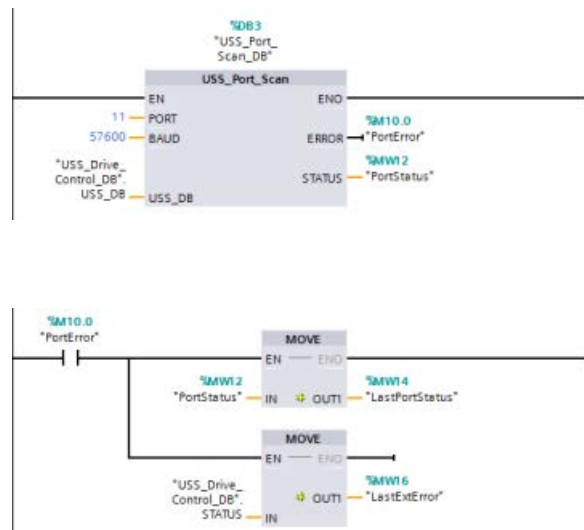 %DB3
"USS_Port_
Scan_DB"
USS_Port_Scan
EN ENO
11 PORT
%M10.0
57600 BAUD ERROR "PortError"
"USS_Drive_
Control_DB".
USS_DB USS_DB
%MW12
STATUS "PortStatus"
%M10.0
"PortError"
MOVE
EN ENO
%MW12 %MW14
"PortStatus" IN OUT1 "LastPortStatus"
MOVE
EN ENO
%MW16
OUT1 "LastExtError"
"USS_Drive_
Control_DB".
STATUS IN